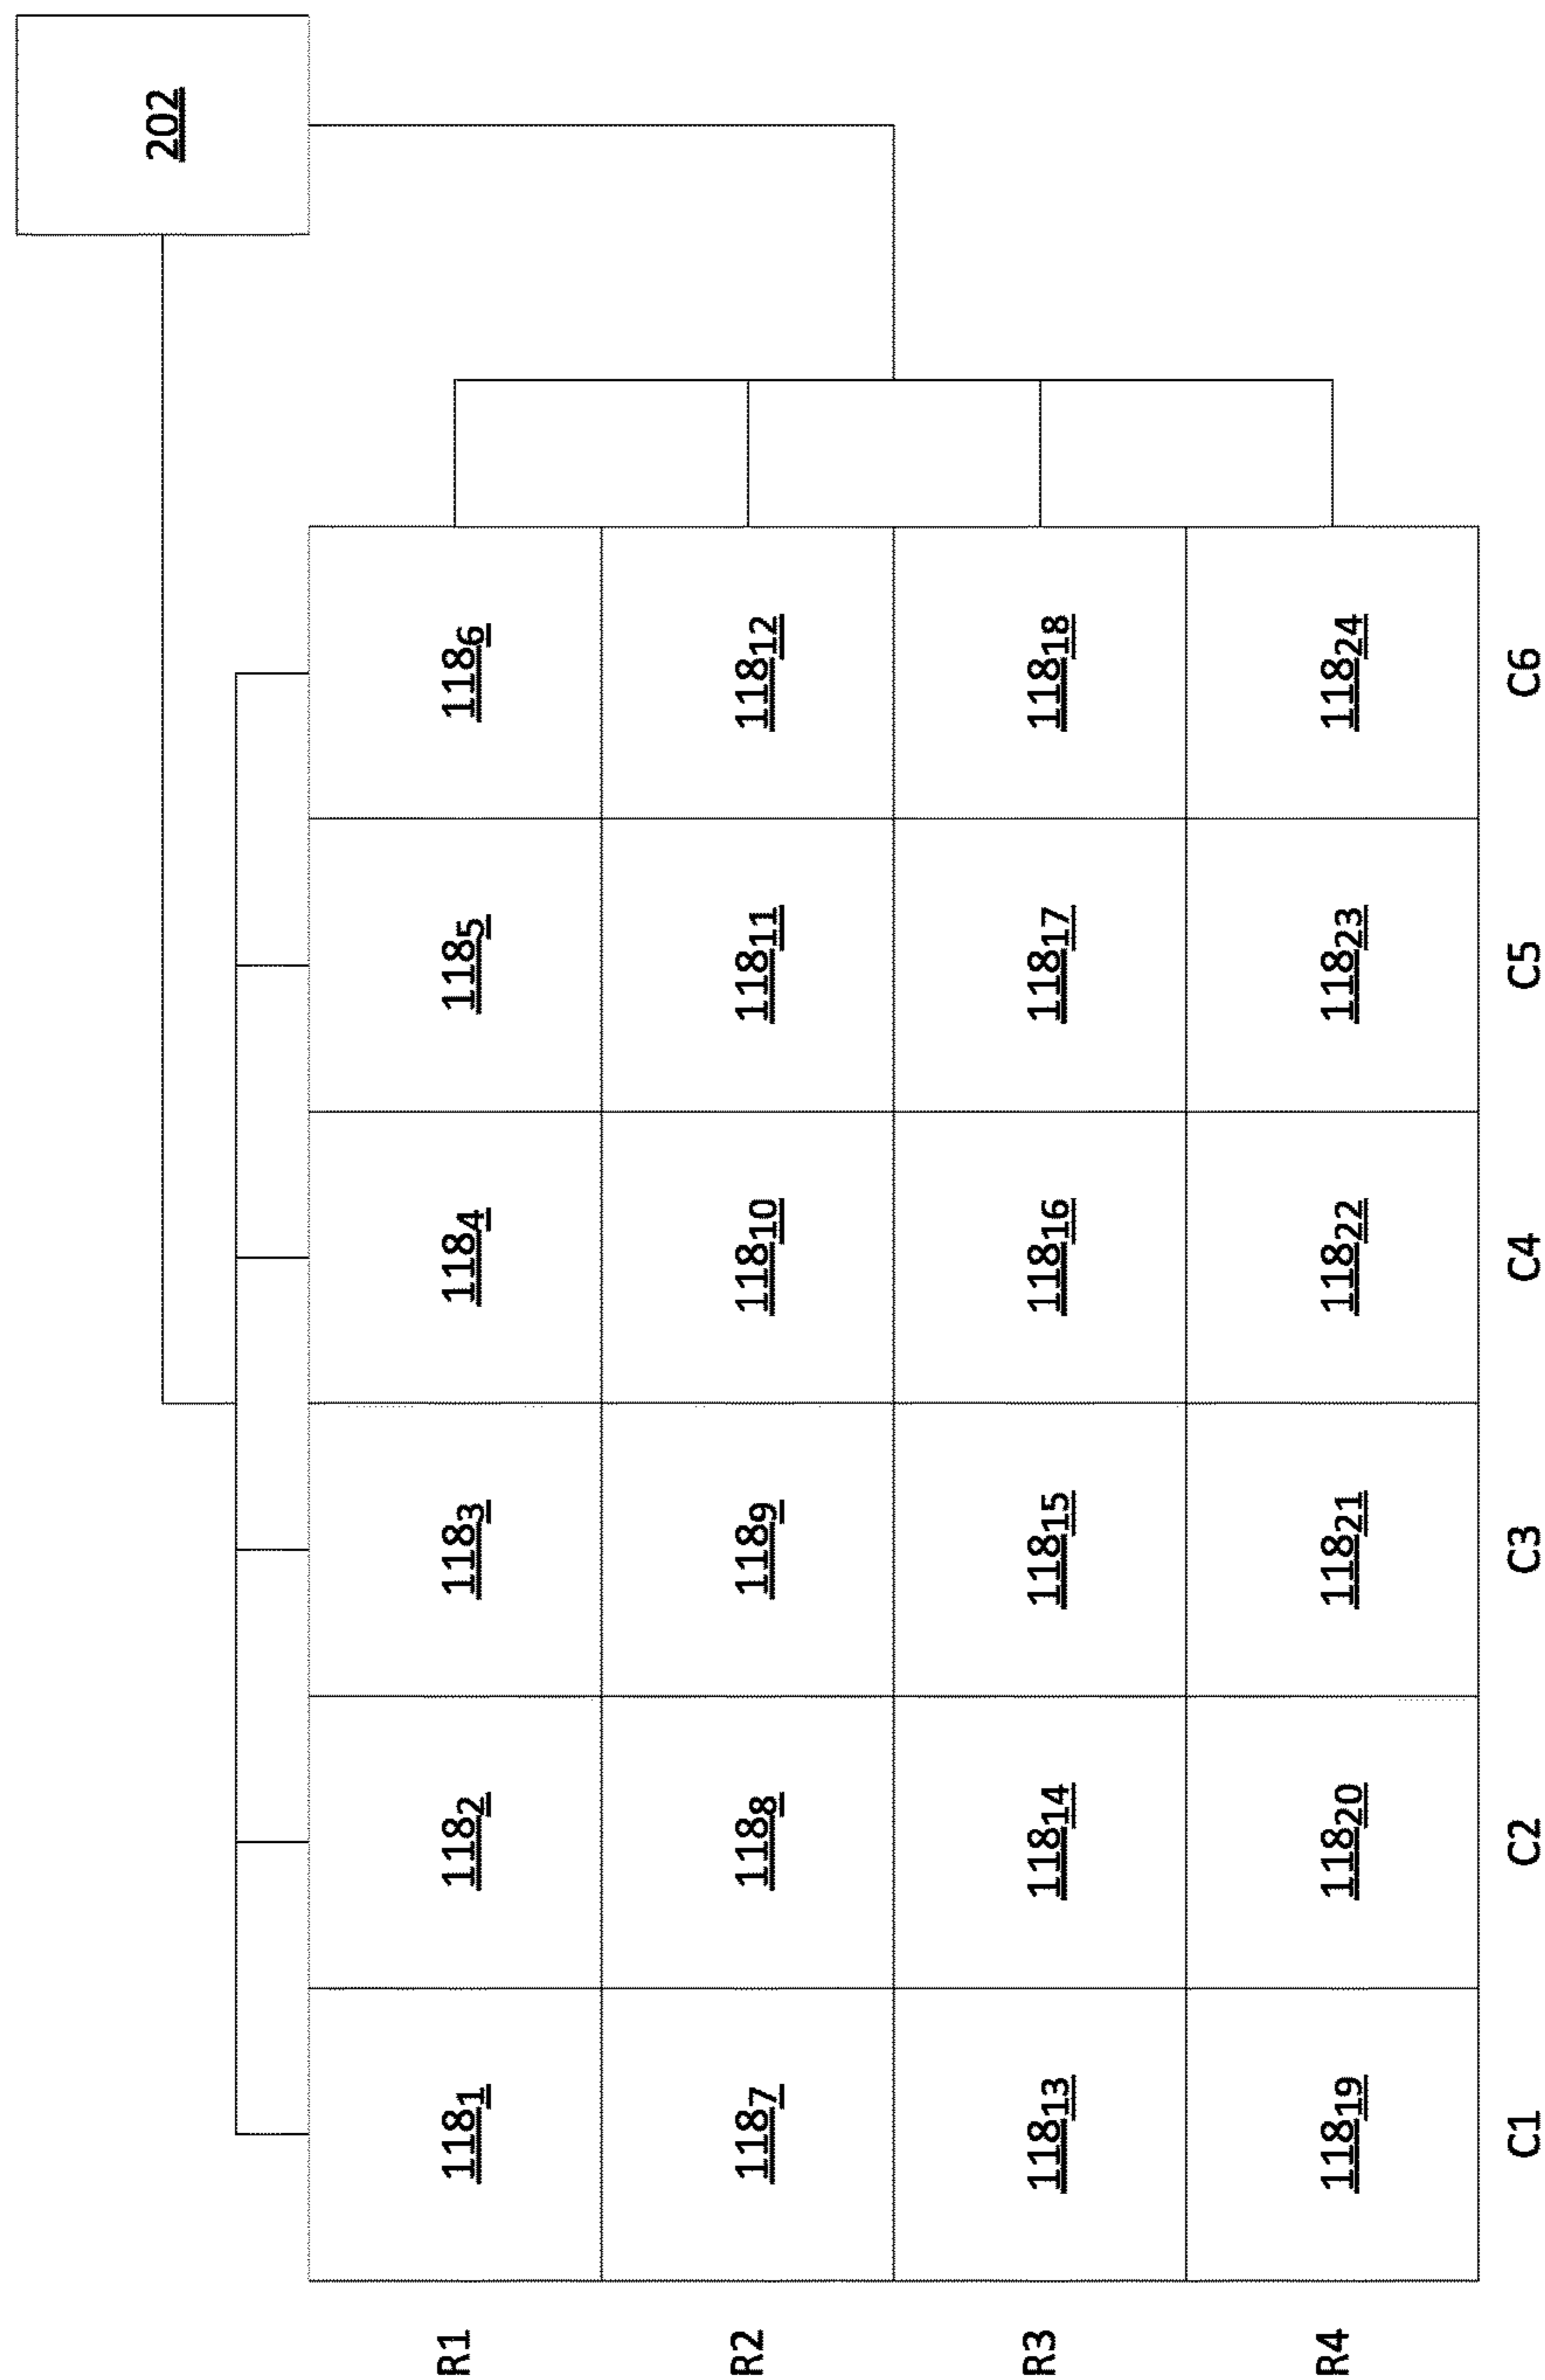 202
R1 118₁ 118₂ 118₃ 118₄ 118₅ 118₆
R2 118₇ 118₈ 118₉ 118₁₀ 118₁₁ 118₁₂
R3 118₁₃ 118₁₄ 118₁₅ 118₁₆ 118₁₇ 118₁₈
R4 118₁₉ 118₂₀ 118₂₁ 118₂₂ 118₂₃ 118₂₄
C1 C2 C3 C4 C5 C6